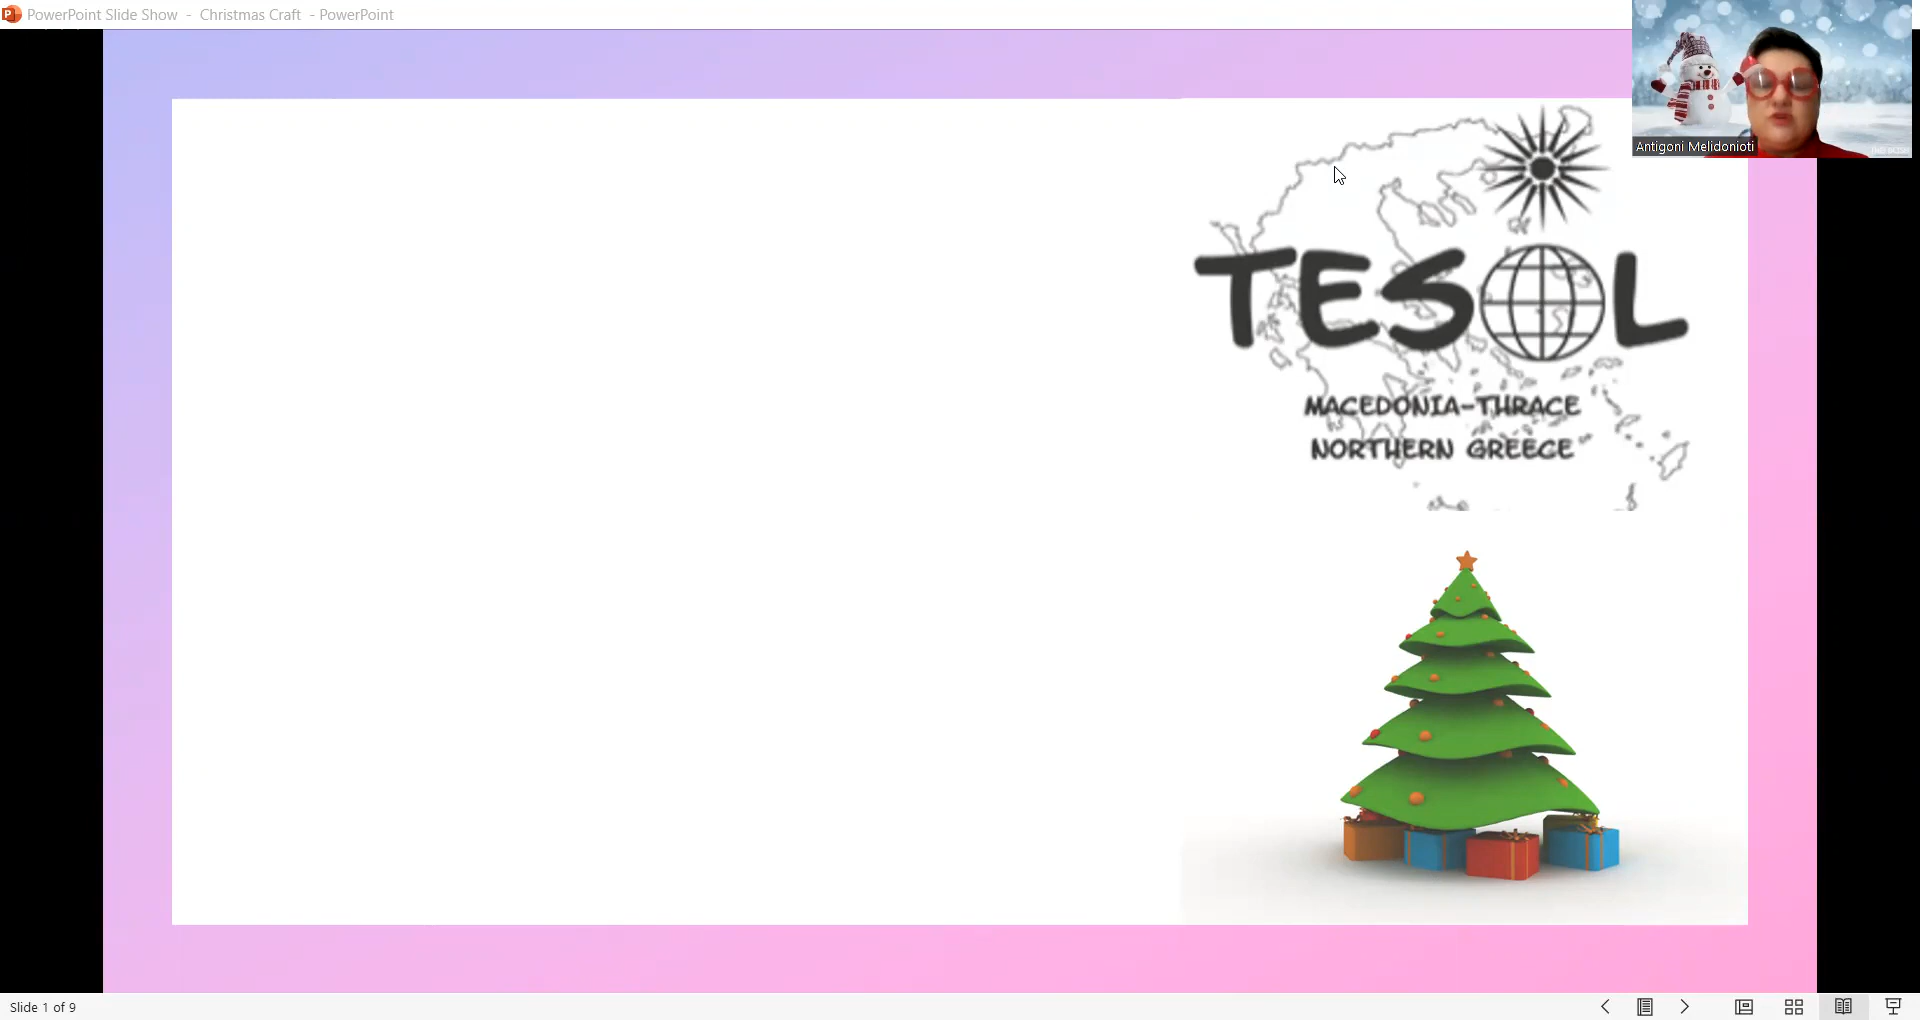 PowerPoint Slide Show - Christmas Craft - PowerPoint
Antigoni Melidonioti
TESOL
MACEDONIA-THRACE
NORTHERN GREECE
Slide 1 of 9